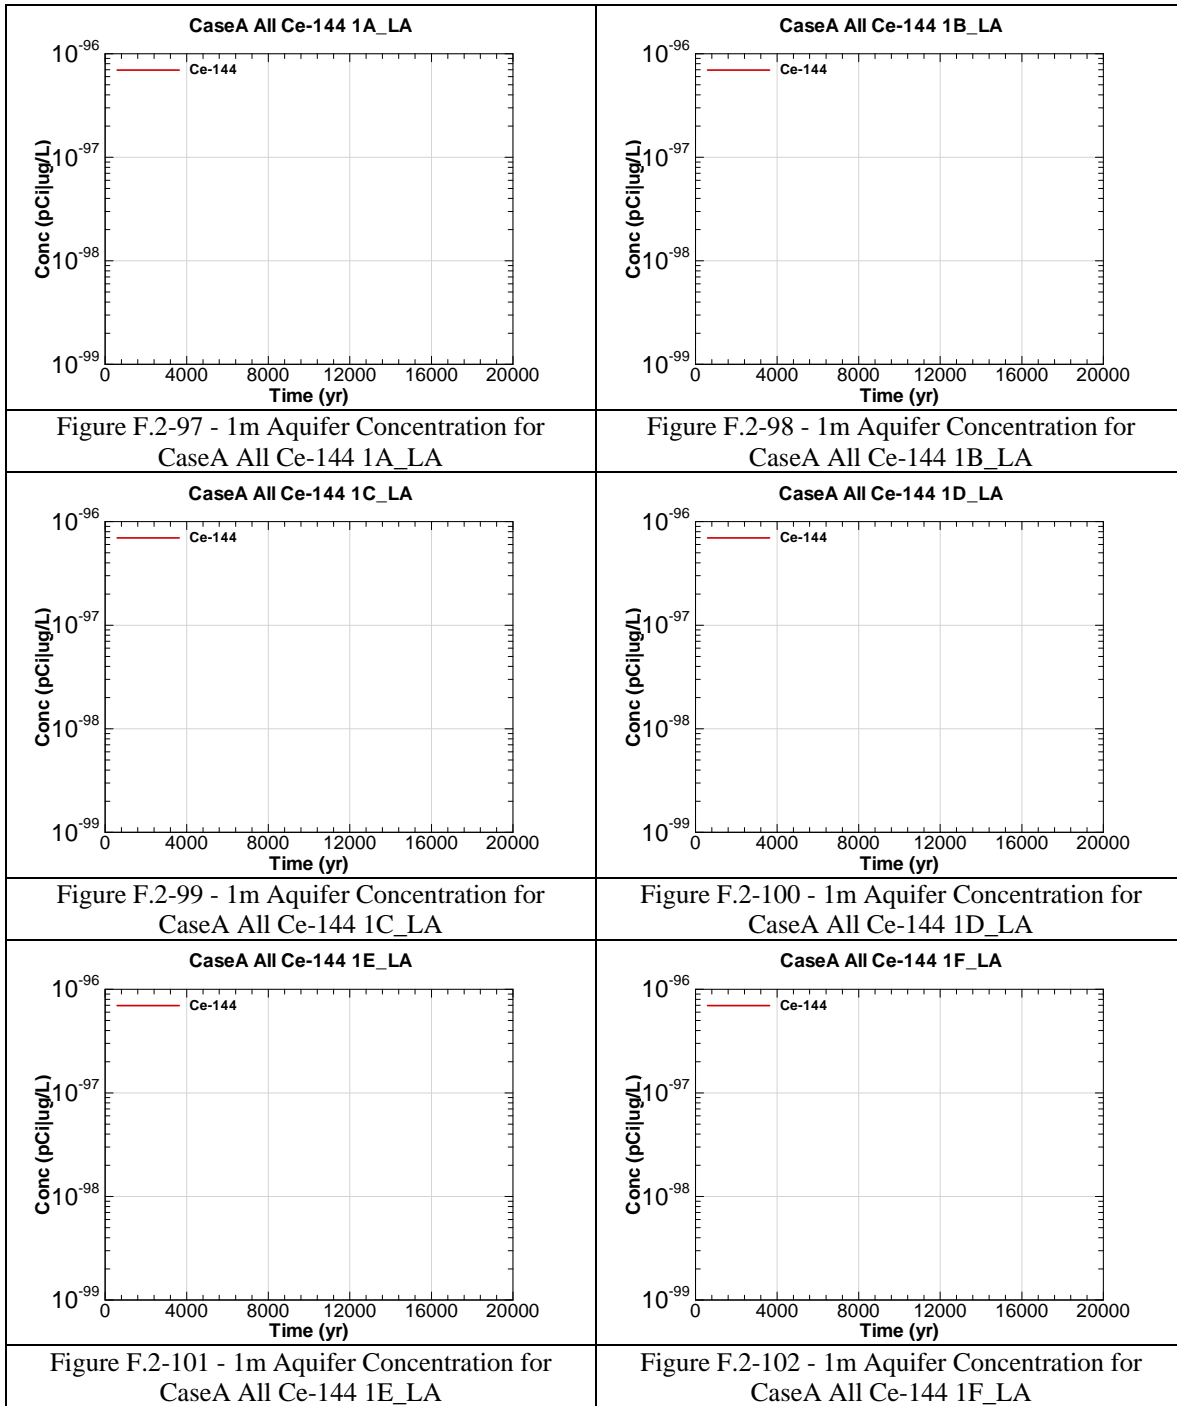 CaseA All Ce-144 1A_LA
10-96
Ce-144
10-97
Conc (pCi|ug/L)
10-98
10-99
0 4000 8000 12000 16000 20000
Time (yr)
Figure F.2-97 - 1m Aquifer Concentration for
CaseA All Ce-144 1A_LA
CaseA All Ce-144 1B_LA
10-96
Ce-144
10-97
Conc (pCi|ug/L)
10-98
10-99
0 4000 8000 12000 16000 20000
Time (yr)
Figure F.2-98 - 1m Aquifer Concentration for
CaseA All Ce-144 1B_LA
CaseA All Ce-144 1C_LA
10-96
Ce-144
10-97
Conc (pCi|ug/L)
10-98
10-99
0 4000 8000 12000 16000 20000
Time (yr)
Figure F.2-99 - 1m Aquifer Concentration for
CaseA All Ce-144 1C_LA
CaseA All Ce-144 1D_LA
10-96
Ce-144
10-97
Conc (pCi|ug/L)
10-98
10-99
0 4000 8000 12000 16000 20000
Time (yr)
Figure F.2-100 - 1m Aquifer Concentration for
CaseA All Ce-144 1D_LA
CaseA All Ce-144 1E_LA
10-96
Ce-144
10-97
Conc (pCi|ug/L)
10-98
10-99
0 4000 8000 12000 16000 20000
Time (yr)
Figure F.2-101 - 1m Aquifer Concentration for
CaseA All Ce-144 1E_LA
CaseA All Ce-144 1F_LA
10-96
Ce-144
10-97
Conc (pCi|ug/L)
10-98
10-99
0 4000 8000 12000 16000 20000
Time (yr)
Figure F.2-102 - 1m Aquifer Concentration for
CaseA All Ce-144 1F_LA